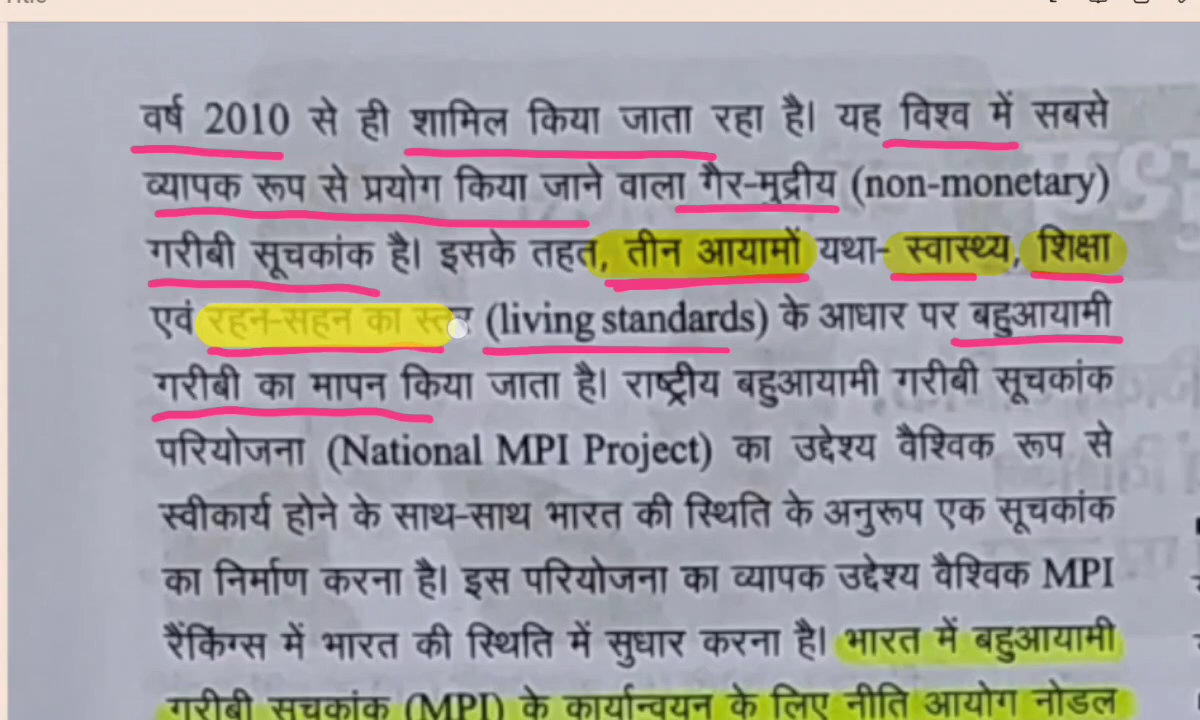 वर्ष 2010 से ही शामिल किया जाता रहा है। यह विश्व में सबसे
व्यापक रूप से प्रयोग किया जाने वाला गैर-मुद्रीय (non-monetary)
गरीबी सूचकांक है। इसके तहत, तीन आयामों यथा- स्वास्थ्य, शिक्षा
एवं रहन-सहन का स्तर (living standards) के आधार पर बहुआयामी
गरीबी का मापन किया जाता है। राष्ट्रीय बहुआयामी गरीबी सूचकांक
परियोजना (National MPI Project) का उद्देश्य वैश्विक रूप से
स्वीकार्य होने के साथ-साथ भारत की स्थिति के अनुरूप एक सूचकांक
का निर्माण करना है। इस परियोजना का व्यापक उद्देश्य वैश्विक MPI
रैंकिंग्स में भारत की स्थिति में सुधार करना है। भारत में बहुआयामी
गरीबी सूचकांक (MPI) के कार्यान्वयन के लिए नीति आयोग नोडल